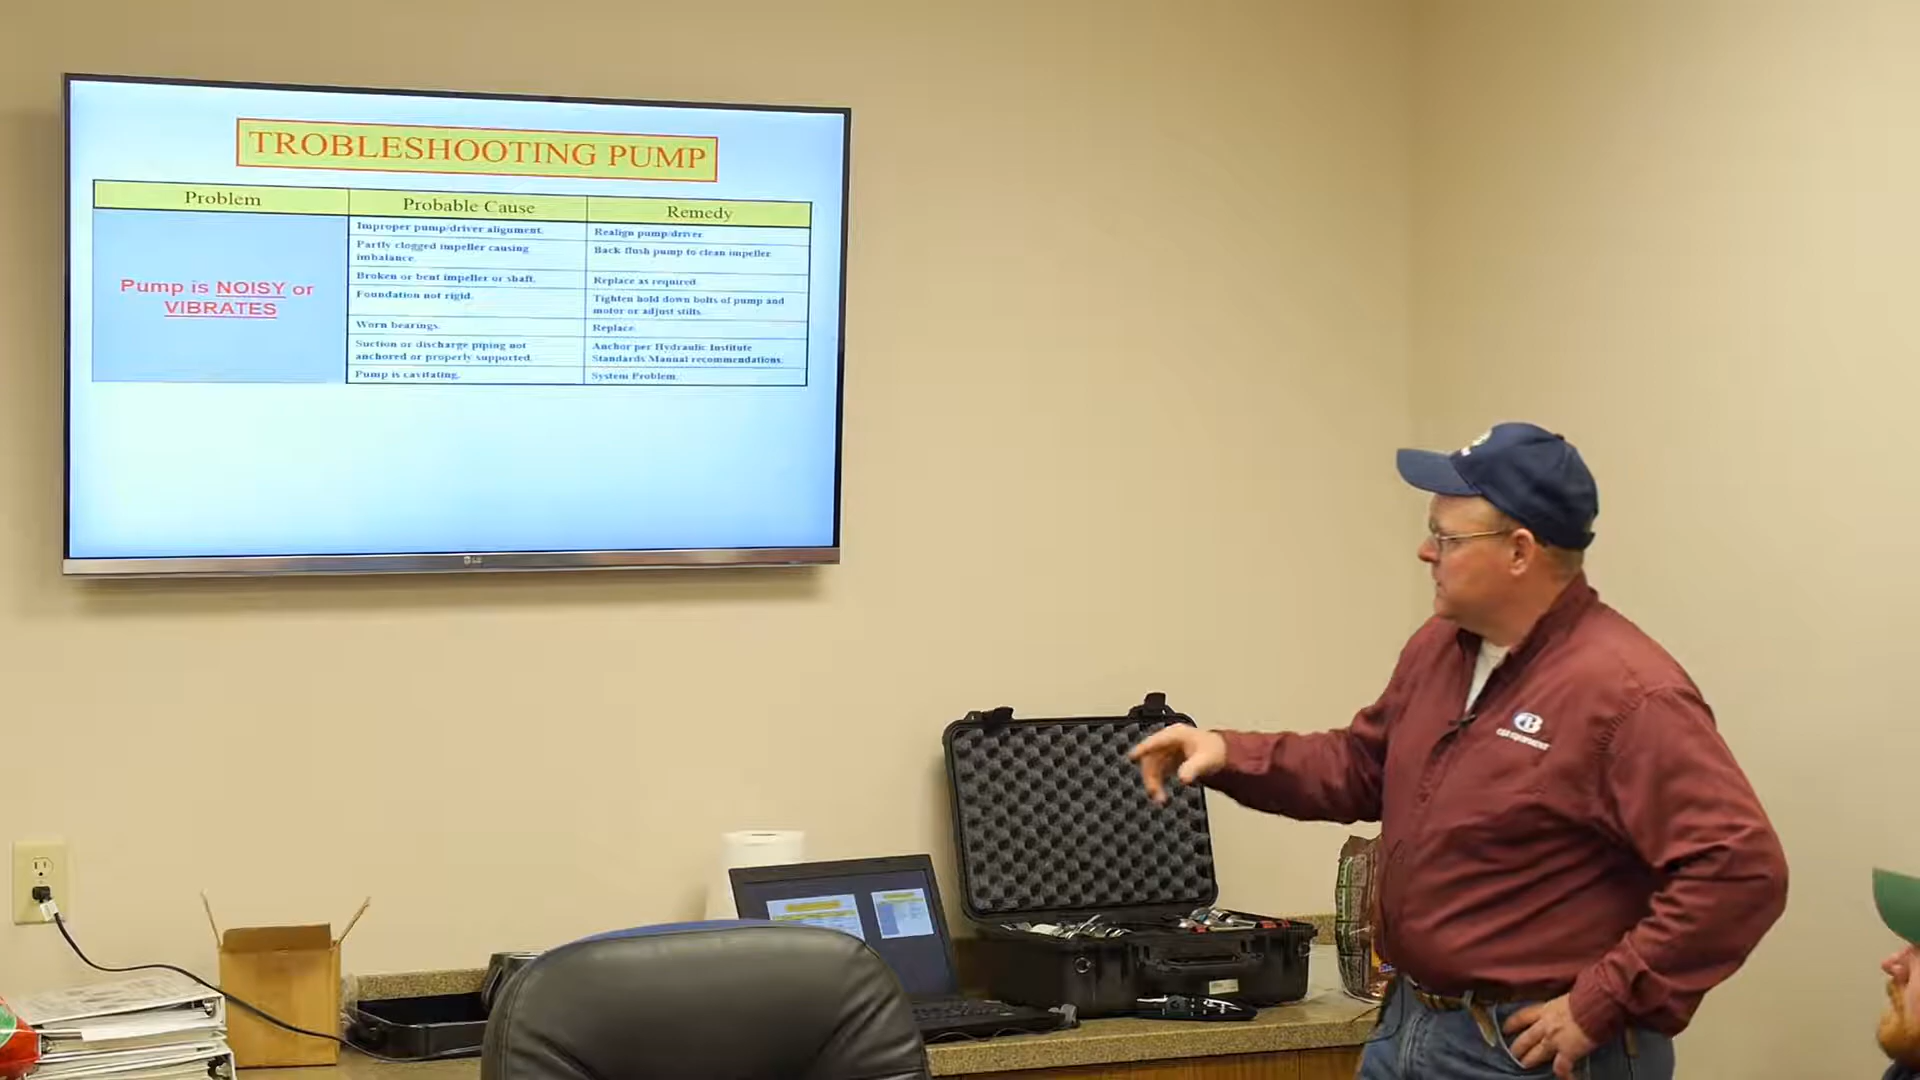 TROBLESHOOTING PUMP
Problem
Probable Cause
Remedy
Pump is NOISY or
VIBRATES
Improper pump/driver alignment.
Realign pump/driver
Partly clogged impeller causing
imbalance.
Back flush pump to clean impeller
Broken or bent impeller or shaft.
Replace as required
Foundation not rigid.
Tighten hold down bolts of pump and
motor or adjust stilts.
Worn bearings.
Replace
Suction or discharge piping not
anchored or properly supported.
Anchor per Hydraulic Institute
Standards Manual recommendations.
Pump is cavitating.
System Problem.
LG
B